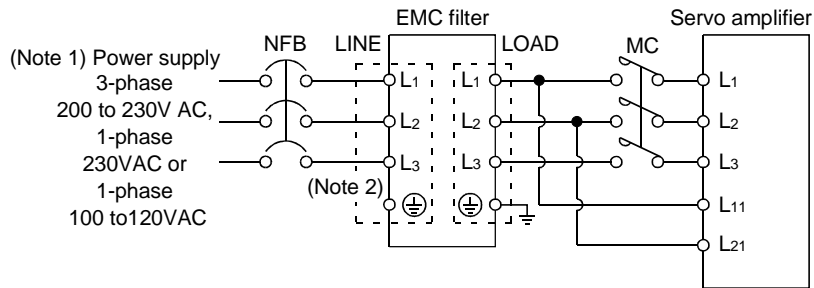 EMC filter
Servo amplifier
NFB
LINE
LOAD
MC
(Note 1) Power supply
3-phase
200 to 230V AC,
1-phase
230VAC or
1-phase
100 to120VAC
L1
L2
L3
(Note 2)
L1
L2
L3
L1
L2
L3
L11
L21